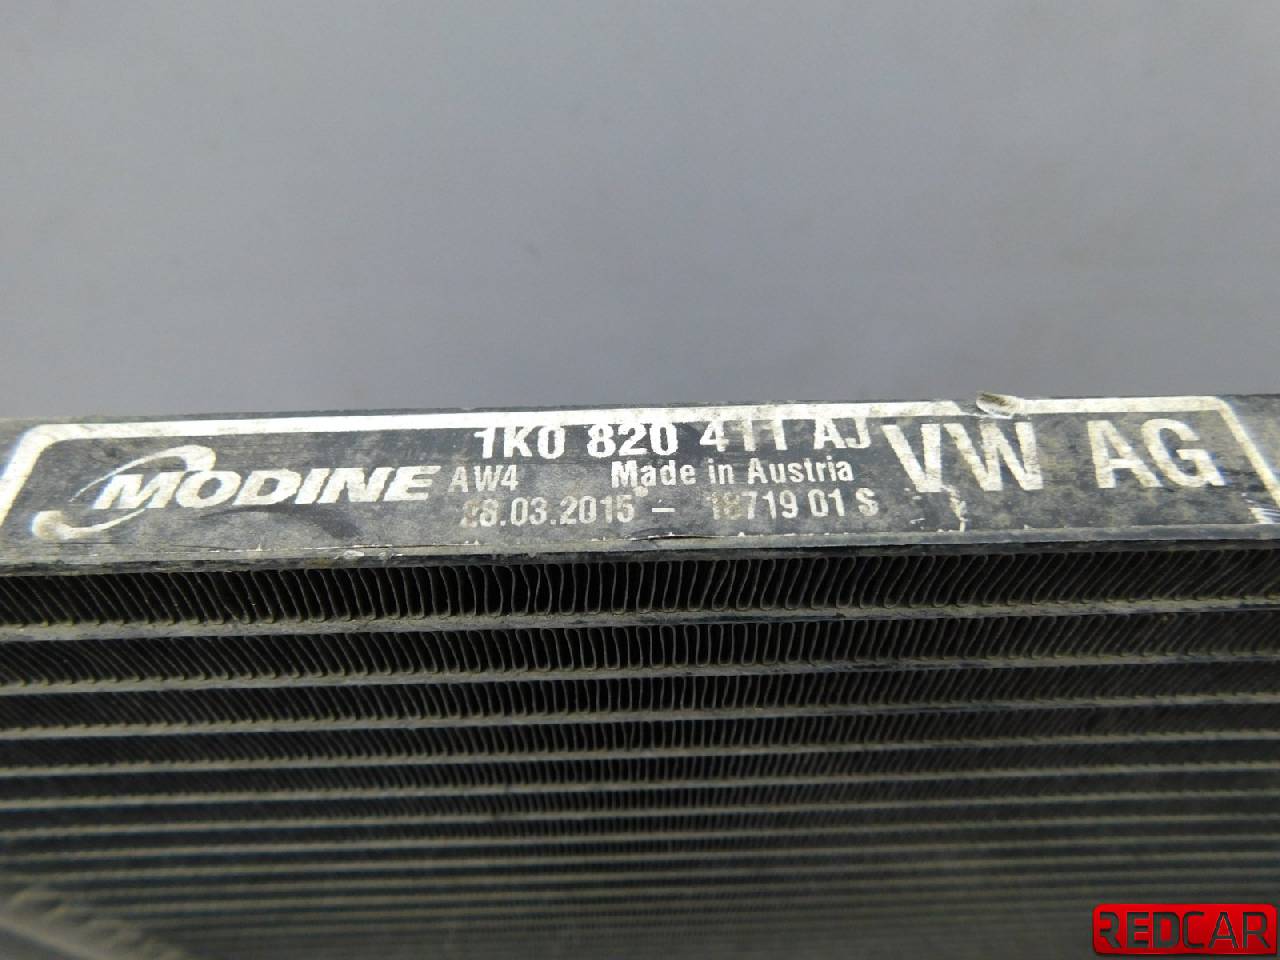 1K0 820 411 AJ VW AG
MODINE AW4 Made in Austria
28.03.2015 - 18719 01 S
REDCAR